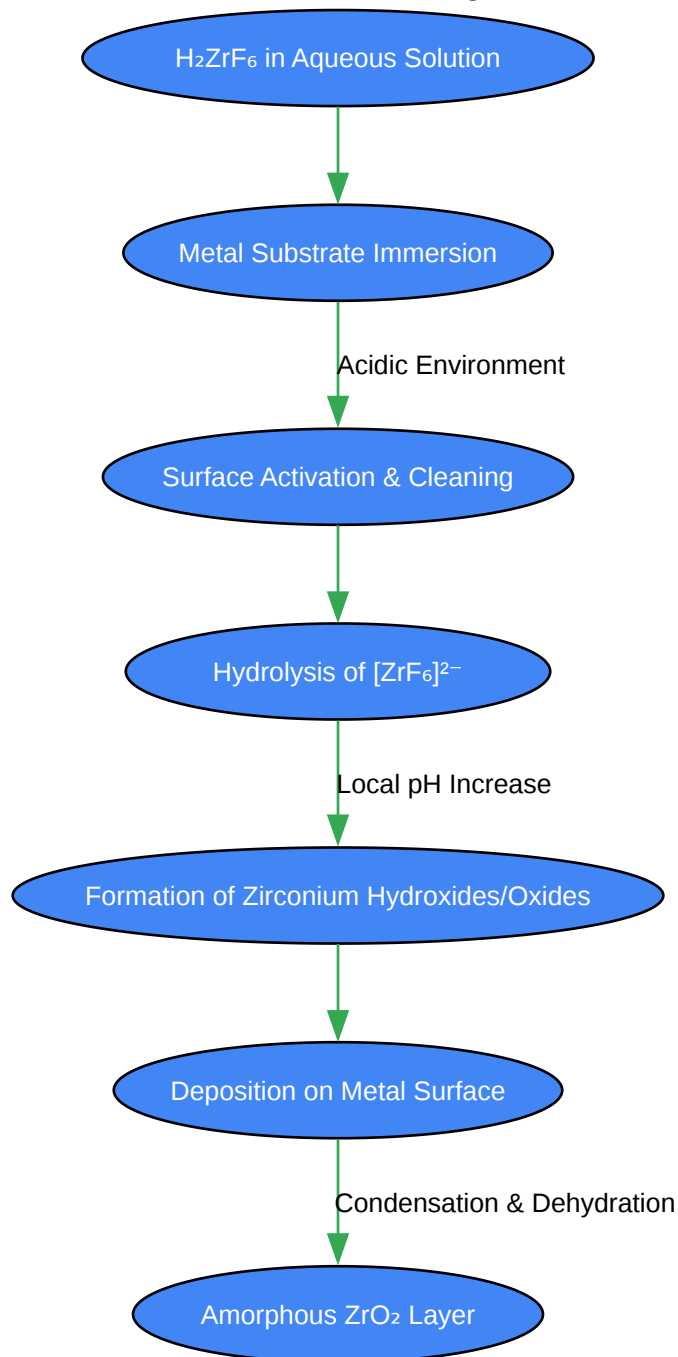 H₂ZrF₆ in Aqueous Solution
Metal Substrate Immersion
Acidic Environment
Surface Activation & Cleaning
Hydrolysis of [ZrF₆]²⁻
Local pH Increase
Formation of Zirconium Hydroxides/Oxides
Deposition on Metal Surface
Condensation & Dehydration
Amorphous ZrO₂ Layer